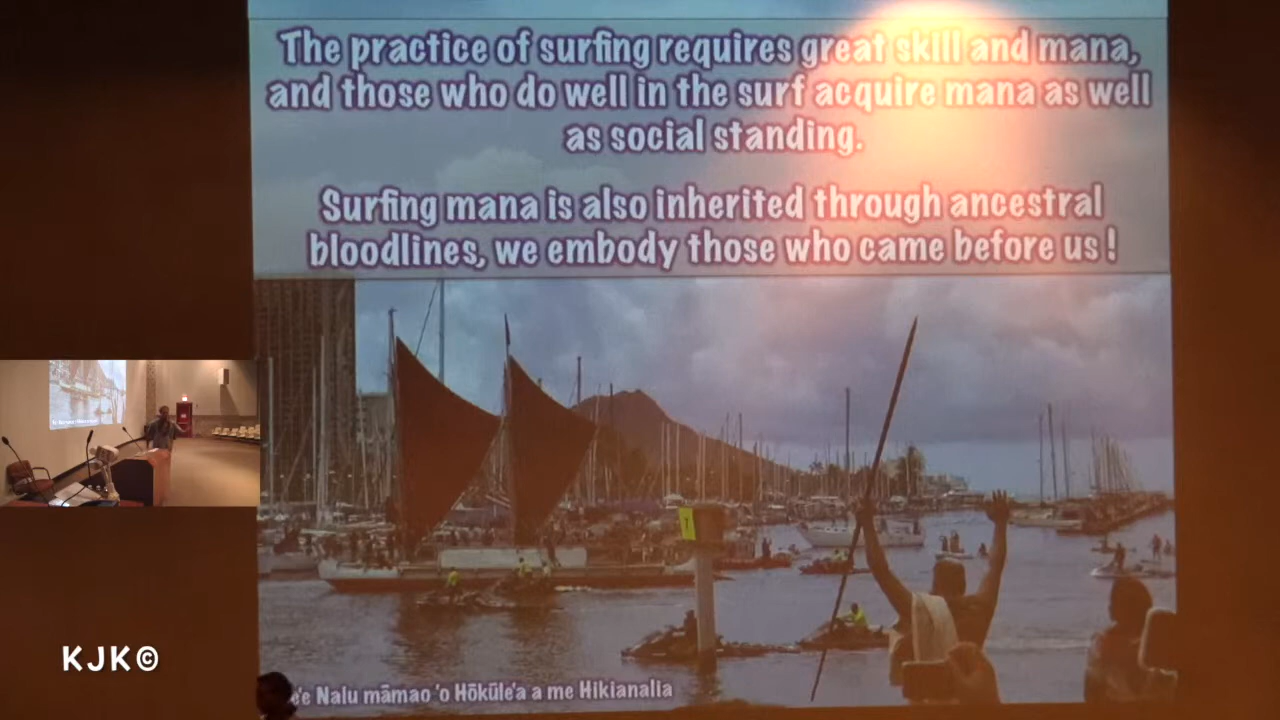 The practice of surfing requires great skill and mana,
and those who do well in the surf acquire mana as well
as social standing.
Surfing mana is also inherited through ancestral
bloodlines, we embody those who came before us!
7
KJK©
Nalu māmao 'o Hōkūle'a a me Hikianalia